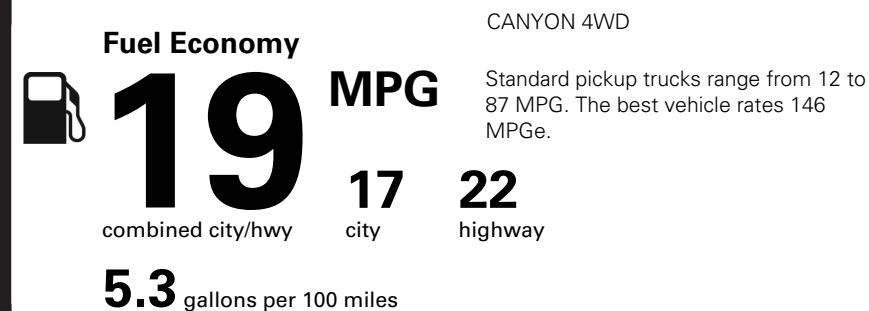 CANYON 4WD
Fuel Economy
19 MPG
Standard pickup trucks range from 12 to
87 MPG. The best vehicle rates 146
MPGe.
17 22
combined city/hwy city highway
5.3 gallons per 100 miles